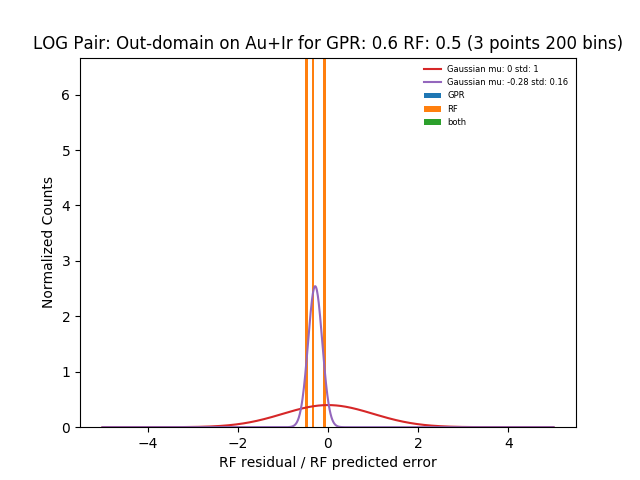 LOG Pair: Out-domain on Au+Ir for GPR: 0.6 RF: 0.5 (3 points 200 bins)
Gaussian mu: 0 std: 1
Gaussian mu: -0.28 std: 0.16
GPR
RF
both
Normalized Counts
6
5
4
3
2
1
0
−4 −2 0 2 4
RF residual / RF predicted error